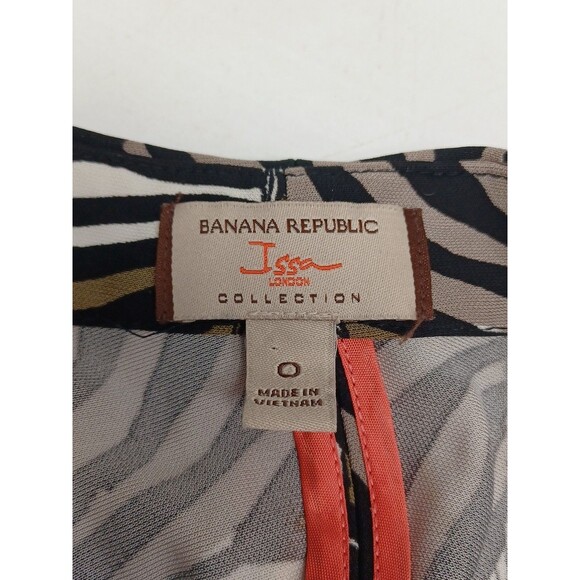 BANANA REPUBLIC
Issa
LONDON
COLLECTION
0
MADE IN
VIETNAM